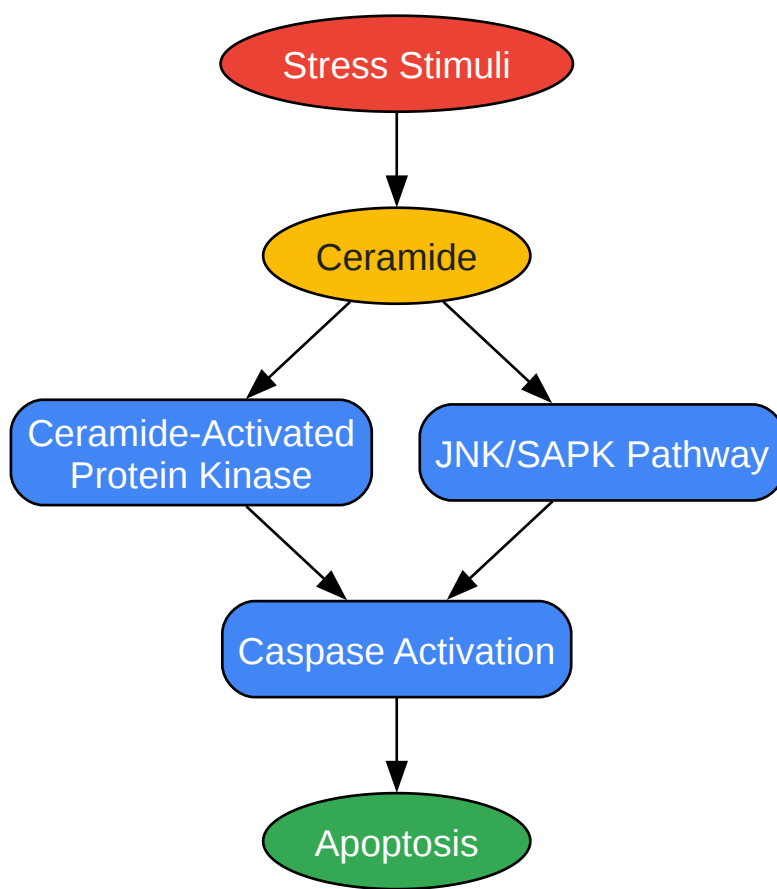 Stress Stimuli
Ceramide
Ceramide-Activated
Protein Kinase
JNK/SAPK Pathway
Caspase Activation
Apoptosis